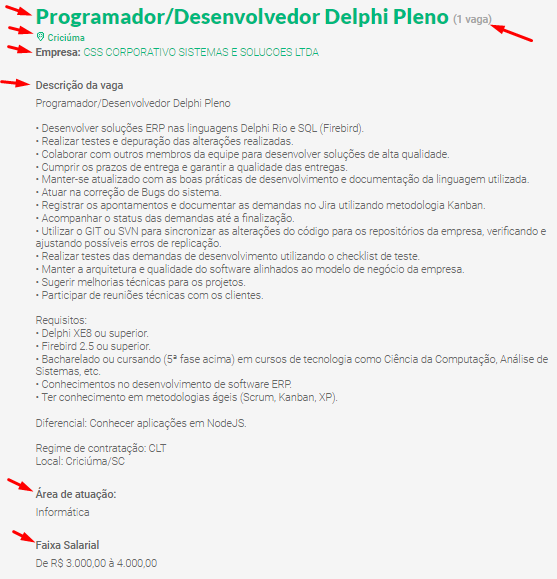 Programador/Desenvolvedor Delphi Pleno (1 vaga)
Criciúma
Empresa: CSS CORPORATIVO SISTEMAS E SOLUCOES LTDA
Descrição da vaga
Programador/Desenvolvedor Delphi Pleno
• Desenvolver soluções ERP nas linguagens Delphi Rio e SQL (Firebird).
• Realizar testes e depuração das alterações realizadas.
• Colaborar com outros membros da equipe para desenvolver soluções de alta qualidade.
• Cumprir os prazos de entrega e garantir a qualidade das entregas.
• Manter-se atualizado com as boas práticas de desenvolvimento e documentação da linguagem utilizada.
• Atuar na correção de Bugs do sistema.
• Registrar os apontamentos e documentar as demandas no Jira utilizando metodologia Kanban.
• Acompanhar o status das demandas até a finalização.
• Utilizar o GIT ou SVN para sincronizar as alterações do código para os repositórios da empresa, verificando e
ajustando possíveis erros de replicação.
• Realizar testes das demandas de desenvolvimento utilizando o checklist de teste.
• Manter a arquitetura e qualidade do software alinhados ao modelo de negócio da empresa.
• Sugerir melhorias técnicas para os projetos.
• Participar de reuniões técnicas com os clientes.
Requisitos:
• Delphi XE8 ou superior.
• Firebird 2.5 ou superior.
• Bacharelado ou cursando (5ª fase acima) em cursos de tecnologia como Ciência da Computação, Análise de
Sistemas, etc.
• Conhecimentos no desenvolvimento de software ERP.
• Ter conhecimento em metodologias ágeis (Scrum, Kanban, XP).
Diferencial: Conhecer aplicações em NodeJS.
Regime de contratação: CLT
Local: Criciúma/SC
Área de atuação:
Informática
Faixa Salarial
De R$ 3.000,00 à 4.000,00